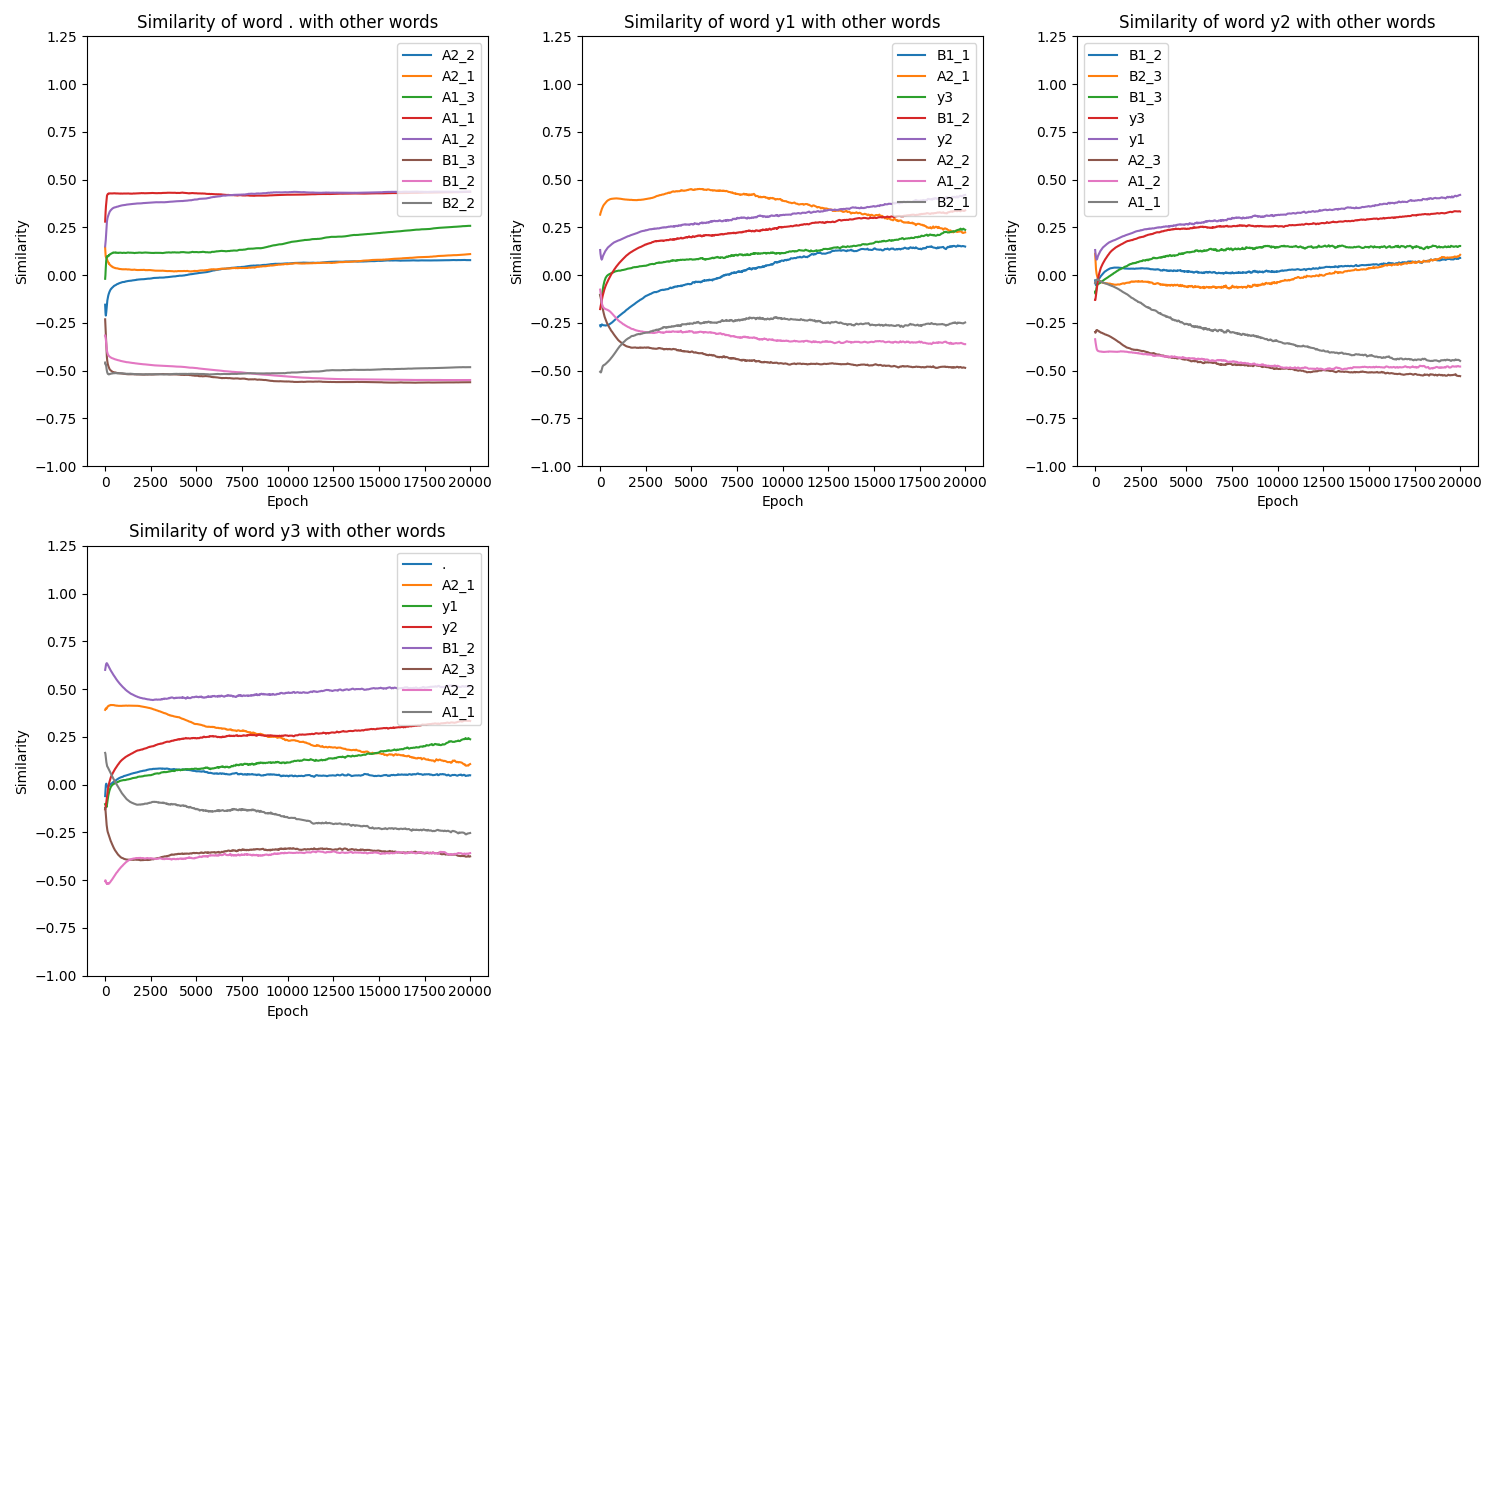 Similarity of word . with other words
1.25
1.00
0.75
0.50
0.25
0.00
−0.25
−0.50
−0.75
−1.00
Similarity
0 2500 5000 7500 10000 12500 15000 17500 20000
Epoch
A2_2
A2_1
A1_3
A1_1
A1_2
B1_3
B1_2
B2_2
Similarity of word y1 with other words
1.25
1.00
0.75
0.50
0.25
0.00
−0.25
−0.50
−0.75
−1.00
Similarity
0 2500 5000 7500 10000 12500 15000 17500 20000
Epoch
B1_1
A2_1
y3
B1_2
y2
A2_2
A1_2
B2_1
Similarity of word y2 with other words
1.25
1.00
0.75
0.50
0.25
0.00
−0.25
−0.50
−0.75
−1.00
Similarity
0 2500 5000 7500 10000 12500 15000 17500 20000
Epoch
B1_2
B2_3
B1_3
y3
y1
A2_3
A1_2
A1_1
Similarity of word y3 with other words
1.25
1.00
0.75
0.50
0.25
0.00
−0.25
−0.50
−0.75
−1.00
Similarity
0 2500 5000 7500 10000 12500 15000 17500 20000
Epoch
.
A2_1
y1
y2
B1_2
A2_3
A2_2
A1_1